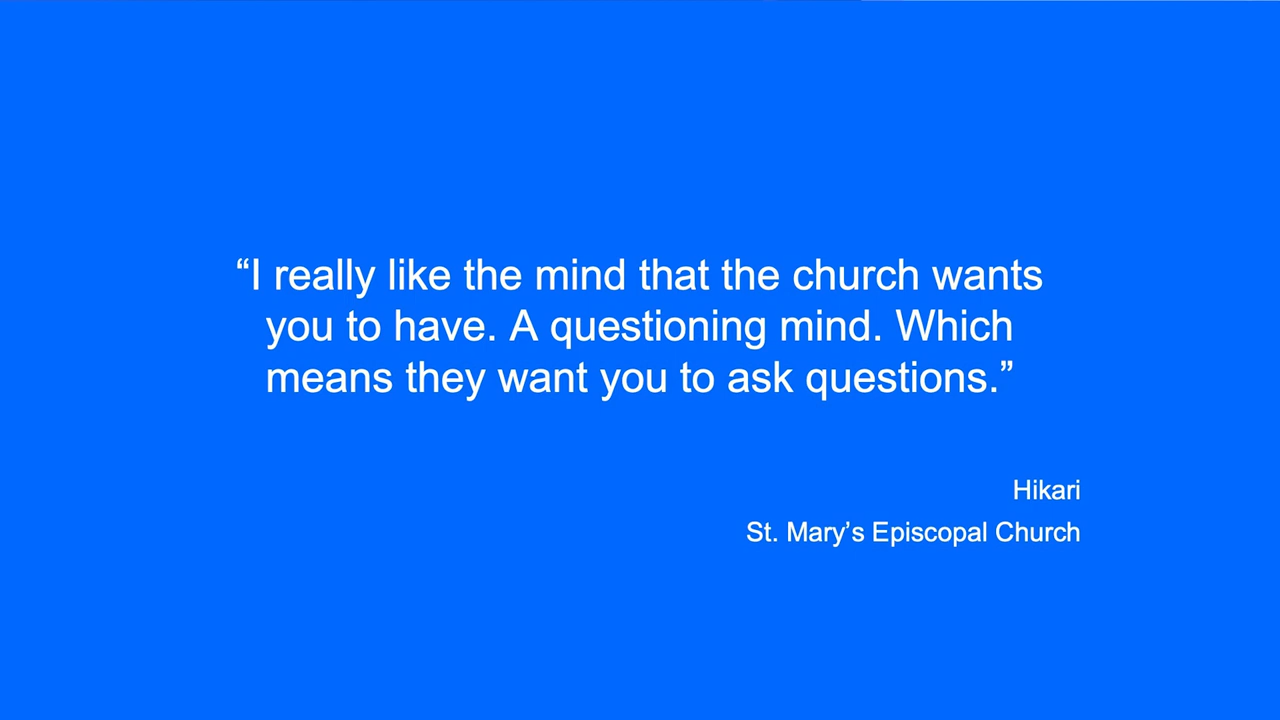 “I really like the mind that the church wants
you to have. A questioning mind. Which
means they want you to ask questions.”
Hikari
St. Mary’s Episcopal Church